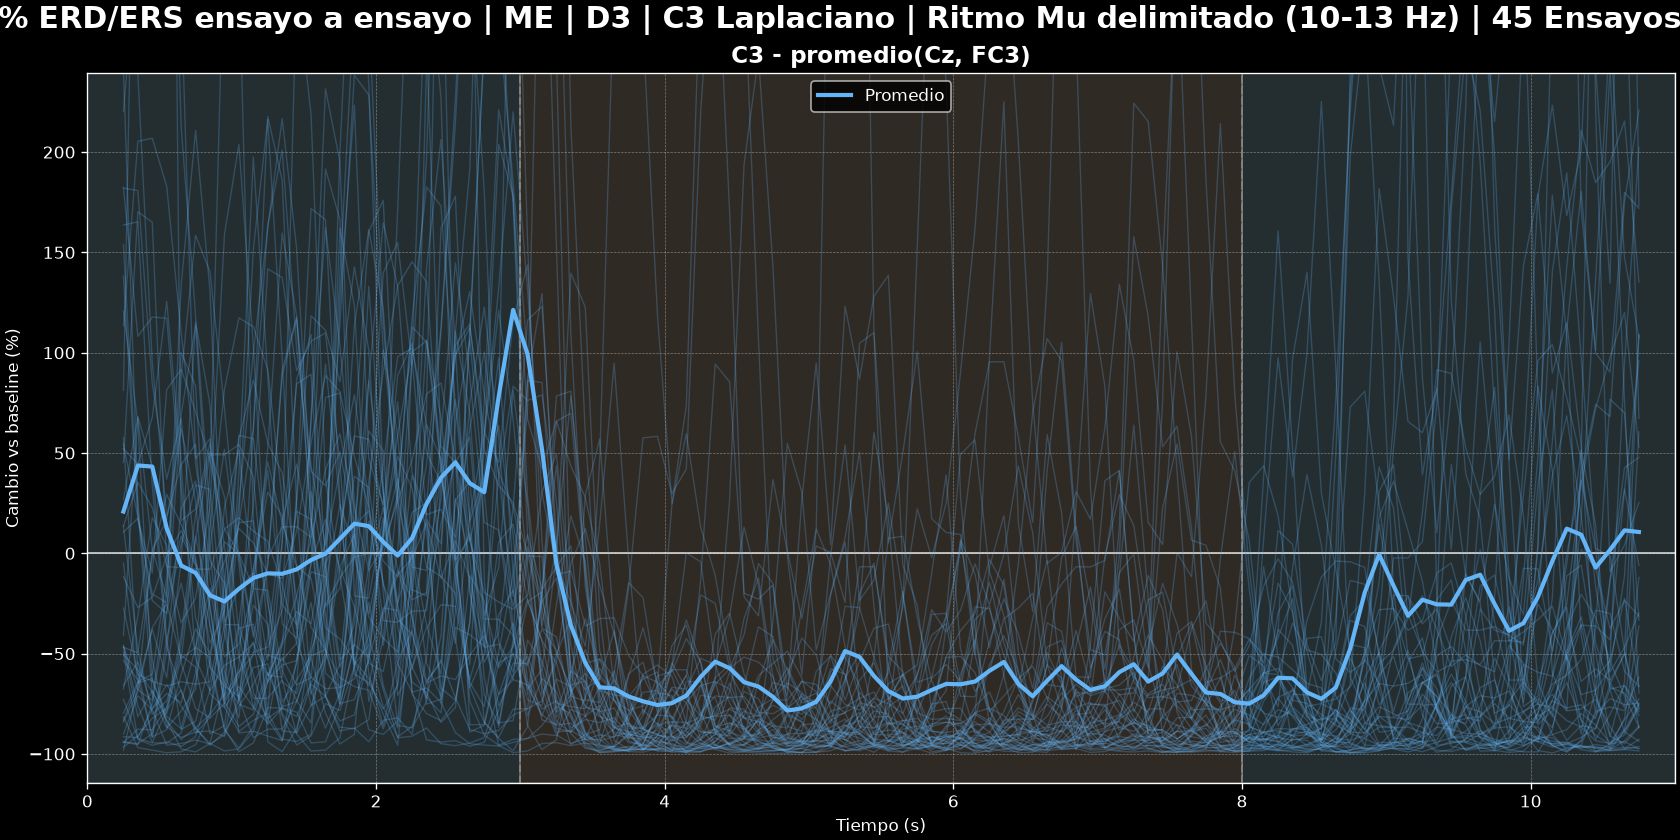 % ERD/ERS ensayo a ensayo | ME | D3 | C3 Laplaciano | Ritmo Mu delimitado (10-13 Hz) | 45 Ensayos
C3 - promedio(Cz, FC3)
Promedio
Cambio vs baseline (%)
200
150
100
50
0
−50
−100
0 2 4 6 8 10
Tiempo (s)